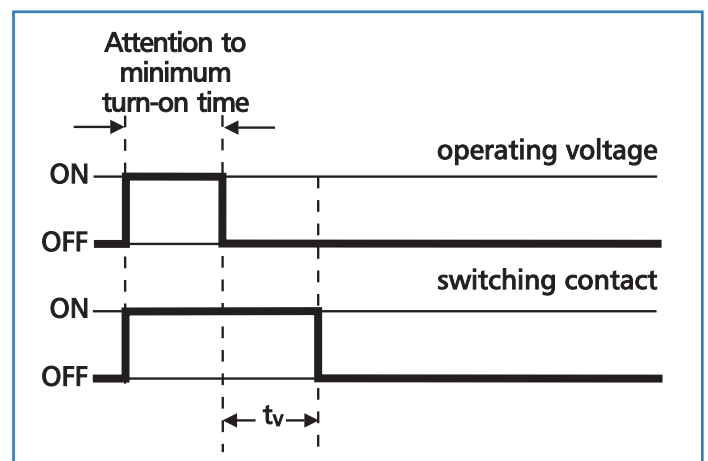 Attention to
minimum
turn-on time
operating voltage
ON
OFF
switching contact
ON
OFF
tv